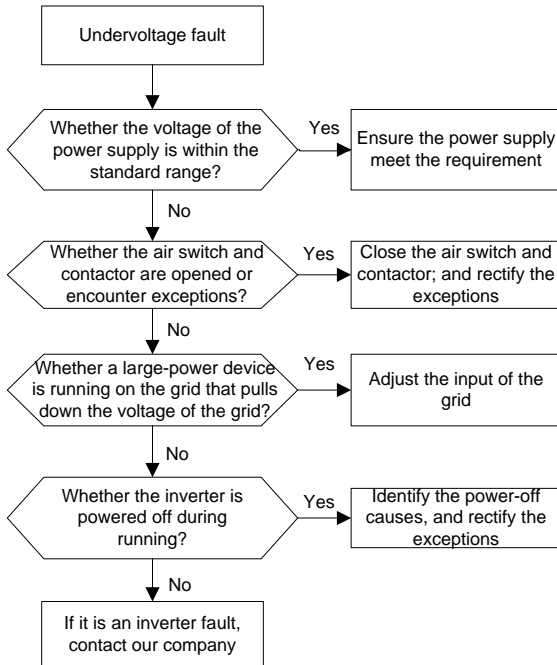 Undervoltage fault
Whether the voltage of the
power supply is within the
standard range?
Yes
Ensure the power supply
meet the requirement
No
Whether the air switch and
contactor are opened or
encounter exceptions?
Yes
Close the air switch and
contactor; and rectify the
exceptions
No
Whether a large-power device
is running on the grid that pulls
down the voltage of the grid?
Yes
Adjust the input of the
grid
No
Whether the inverter is
powered off during
running?
Yes
Identify the power-off
causes, and rectify the
exceptions
No
If it is an inverter fault,
contact our company